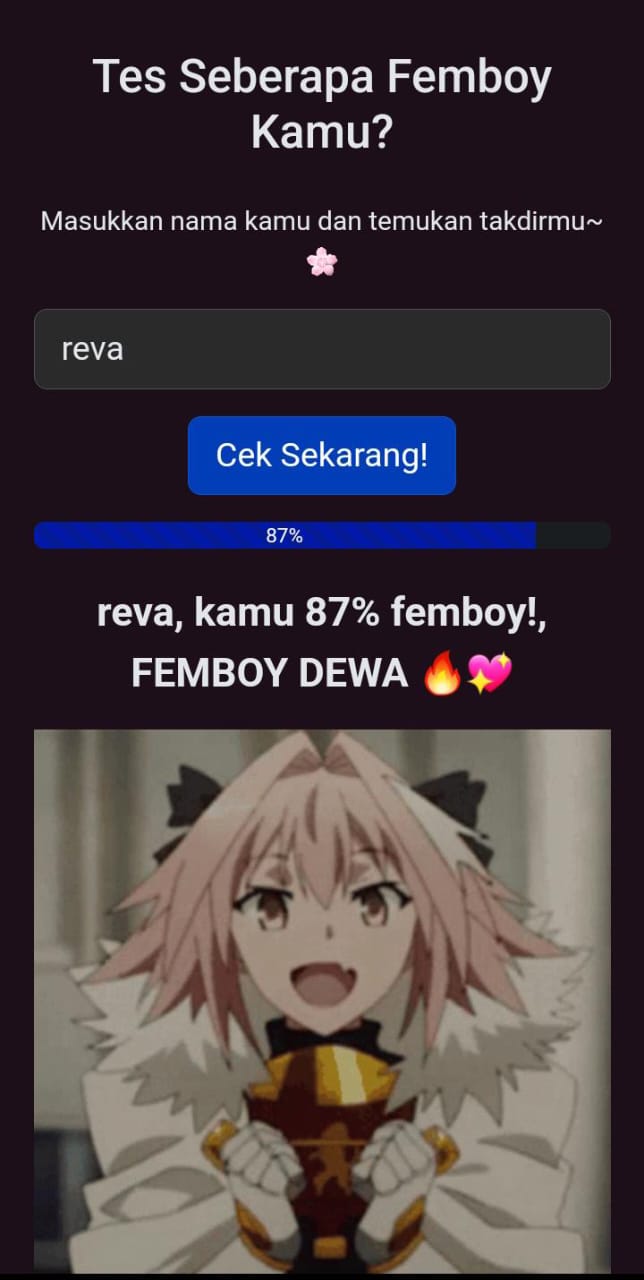 Tes Seberapa Femboy
Kamu?
Masukkan nama kamu dan temukan takdirmu~
🌸
reva
Cek Sekarang!
87%
reva, kamu 87% femboy!,
FEMBOY DEWA 🔥💖